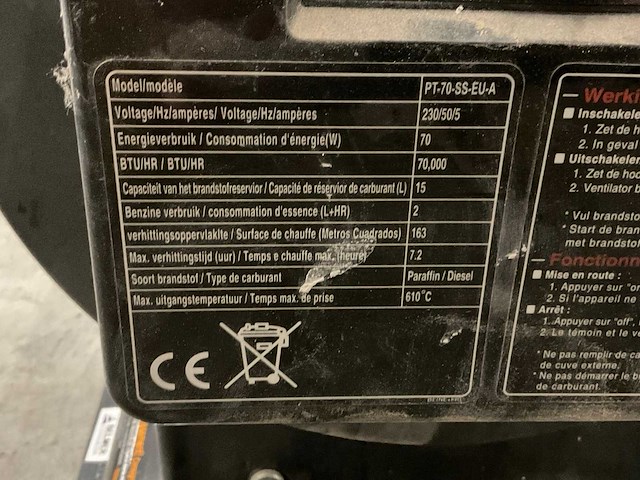 Model/modèle PT-70-SS-EU-A
Voltage/Hz/ampères/ Voltage/Hz/ampères 230/50/5
Energieverbruik / Consommation d'énergie(W) 70
BTU/HR / BTU/HR 70,000
Capaciteit van het brandstofreservior / Capacité de réservior de carburant (L) 15
Benzine verbruik / consommation d'essence (L+HR) 2
verhittingsoppervlaklte / Surface de chauffe (Metros Cuadrados) 163
Max. verhittingstijd (uur) / Temps e chauffe max. (heure) 7.2
Soort brandstof / Type de carburant Paraffin / Diesel
Max. uitgangstemperatuur / Temps max. de prise 610°C
CE
— Werki
■ Inschakele
1. Zet de h
2. In geval
■ Uitschakelen
1. Zet de hoo
2. Ventilator b
* Vul brandsto
* Start de bran
met brandsto
— Fonctionn
■ Mise en route :
1. Appuyer sur "on
2. Si l'appareil ne
■ Arrêt :
1. Appuyer sur "off",
2. Le témoin et le ve
* Ne pas remplir de ca
de cuve externe.
* Ne pas démarrer le b
de carburant.